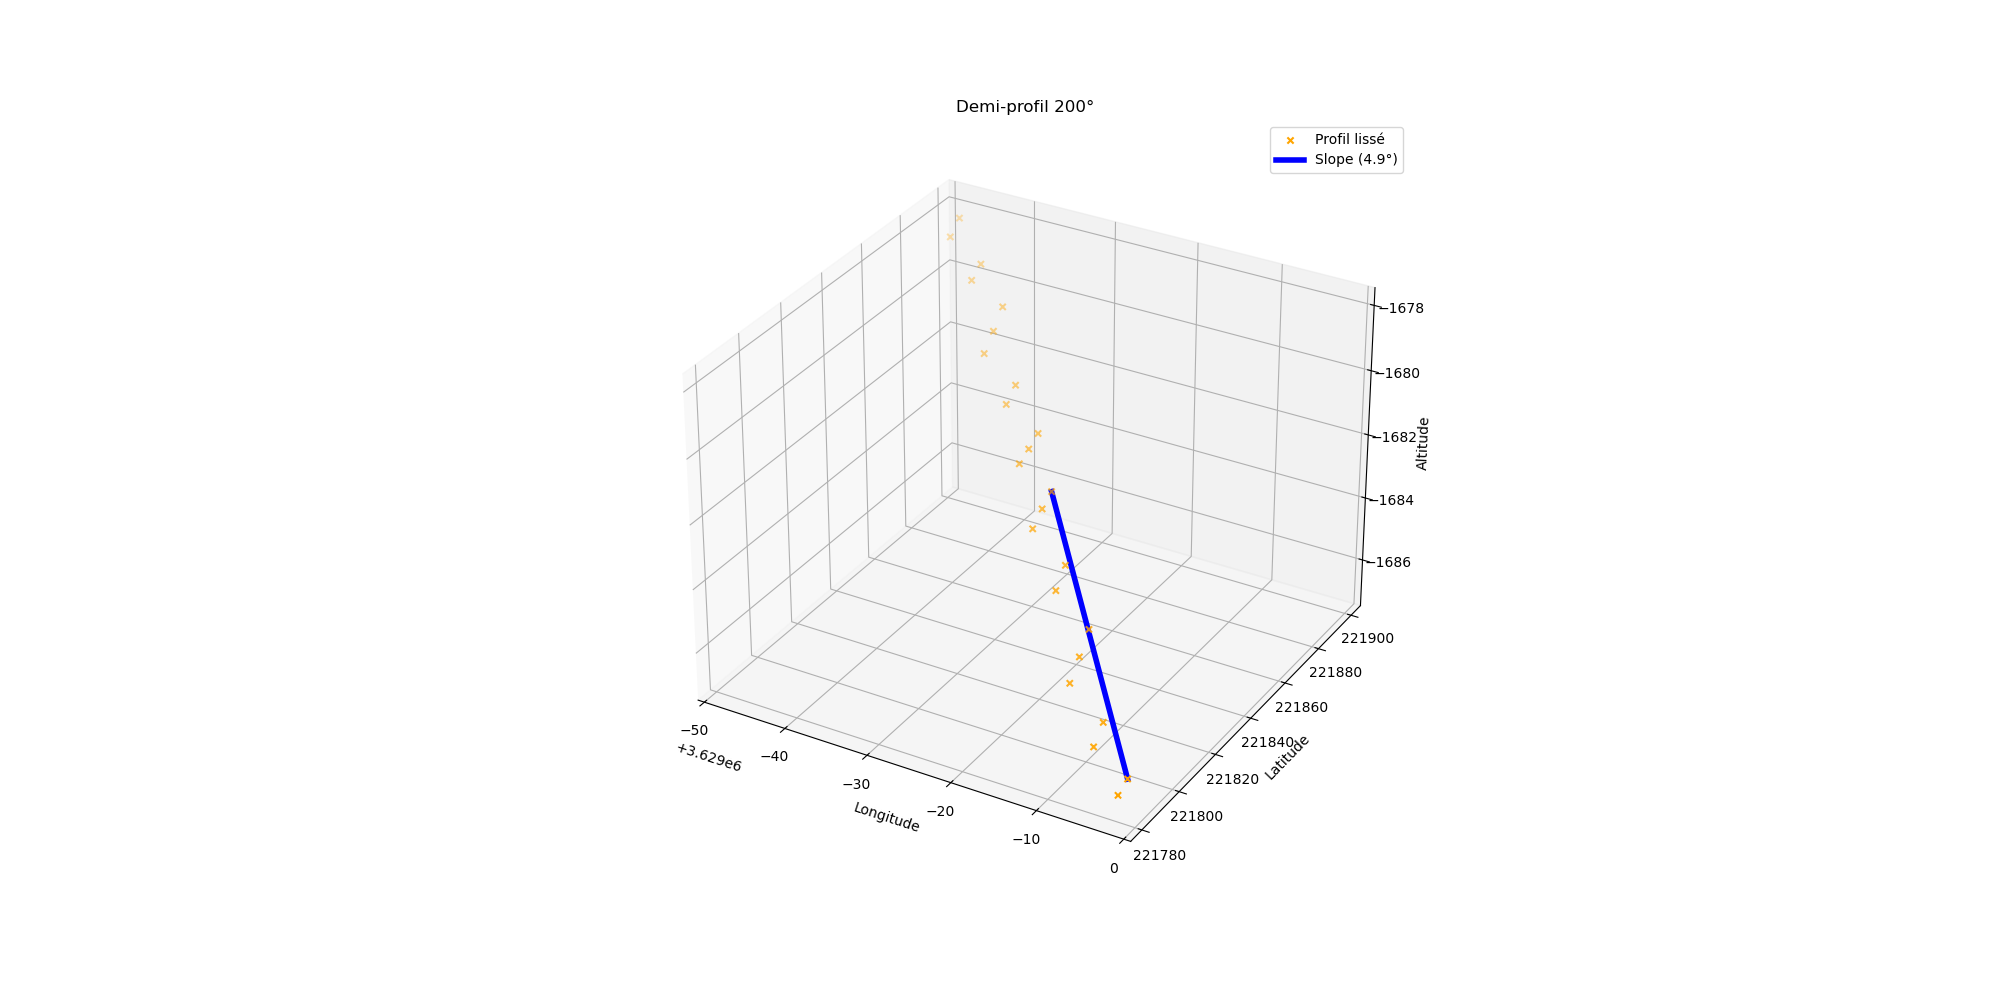 Demi-profil 200°
Profil lissé
Slope (4.9°)
−1678
−1680
−1682
−1684
−1686
Altitude
221900
221880
221860
221840
221820
221800
221780
Latitude
−50
−40
−30
−20
−10
0
+3.629e6
Longitude